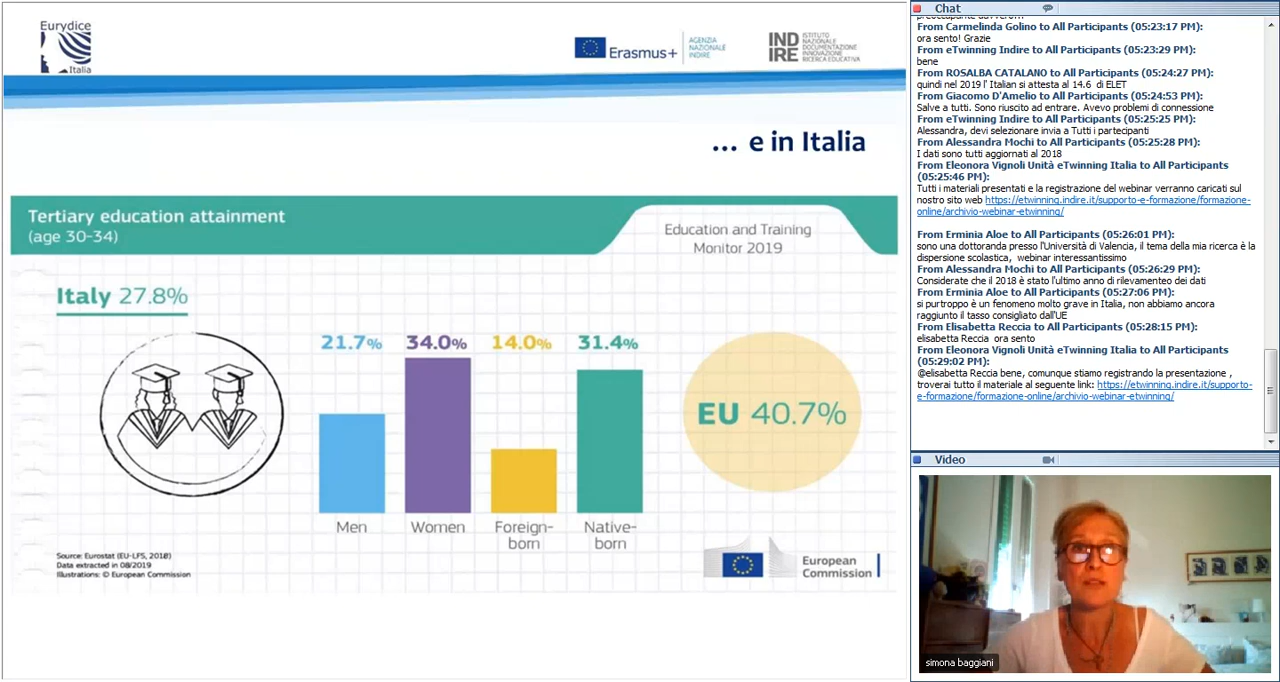 Eurydice
Italia
Erasmus+
AGENZIA
NAZIONALE
INDIRE
IND
IRE
ISTITUTO
NAZIONALE
DOCUMENTAZIONE
INNOVAZIONE
RICERCA EDUCATIVA
... e in Italia
Tertiary education attainment
(age 30-34)
Education and Training
Monitor 2019
Italy 27.8%
21.7%
34.0%
14.0%
31.4%
EU 40.7%
Men
Women
Foreign-
born
Native-
born
Source: Eurostat (EU-LFS, 2018)
Data extracted in 08/2019
Illustrations: © European Commission
European
Commission
Chat
From Carmelinda Golino to All Participants (05:23:17 PM):
ora sento! Grazie
From eTwinning Indire to All Participants (05:23:29 PM):
bene
From ROSALBA CATALANO to All Participants (05:24:27 PM):
quindi nel 2019 l' Italian si attesta al 14.6 di ELET
From Giacomo D'Amelio to All Participants (05:24:53 PM):
Salve a tutti. Sono riuscito ad entrare. Avevo problemi di connessione
From eTwinning Indire to All Participants (05:25:25 PM):
Alessandra, devi selezionare invia a Tutti i partecipanti
From Alessandra Mochi to All Participants (05:25:28 PM):
I dati sono tutti aggiornati al 2018
From Eleonora Vignoli Unità eTwinning Italia to All Participants
(05:25:46 PM):
Tutti i materiali presentati e la registrazione del webinar verranno caricati sul
nostro sito web https://etwinning.indire.it/supporto-e-formazione/formazione-
online/archivio-webinar-etwinning/
From Erminia Aloe to All Participants (05:26:01 PM):
sono una dottoranda presso l'Università di Valencia, il tema della mia ricerca è la
dispersione scolastica, webinar interessantissimo
From Alessandra Mochi to All Participants (05:26:29 PM):
Considerate che il 2018 è stato l'ultimo anno di rilevamenteo dei dati
From Erminia Aloe to All Participants (05:27:06 PM):
si purtroppo è un fenomeno molto grave in Italia, non abbiamo ancora
raggiunto il tasso consigliato dall'UE
From Elisabetta Reccia to All Participants (05:28:15 PM):
elisabetta Reccia ora sento
From Eleonora Vignoli Unità eTwinning Italia to All Participants
(05:29:02 PM):
@elisabetta Reccia bene, comunque stiamo registrando la presentazione ,
troverai tutto il materiale al seguente link: https://etwinning.indire.it/supporto-
e-formazione/formazione-online/archivio-webinar-etwinning/
Video
simona baggiani